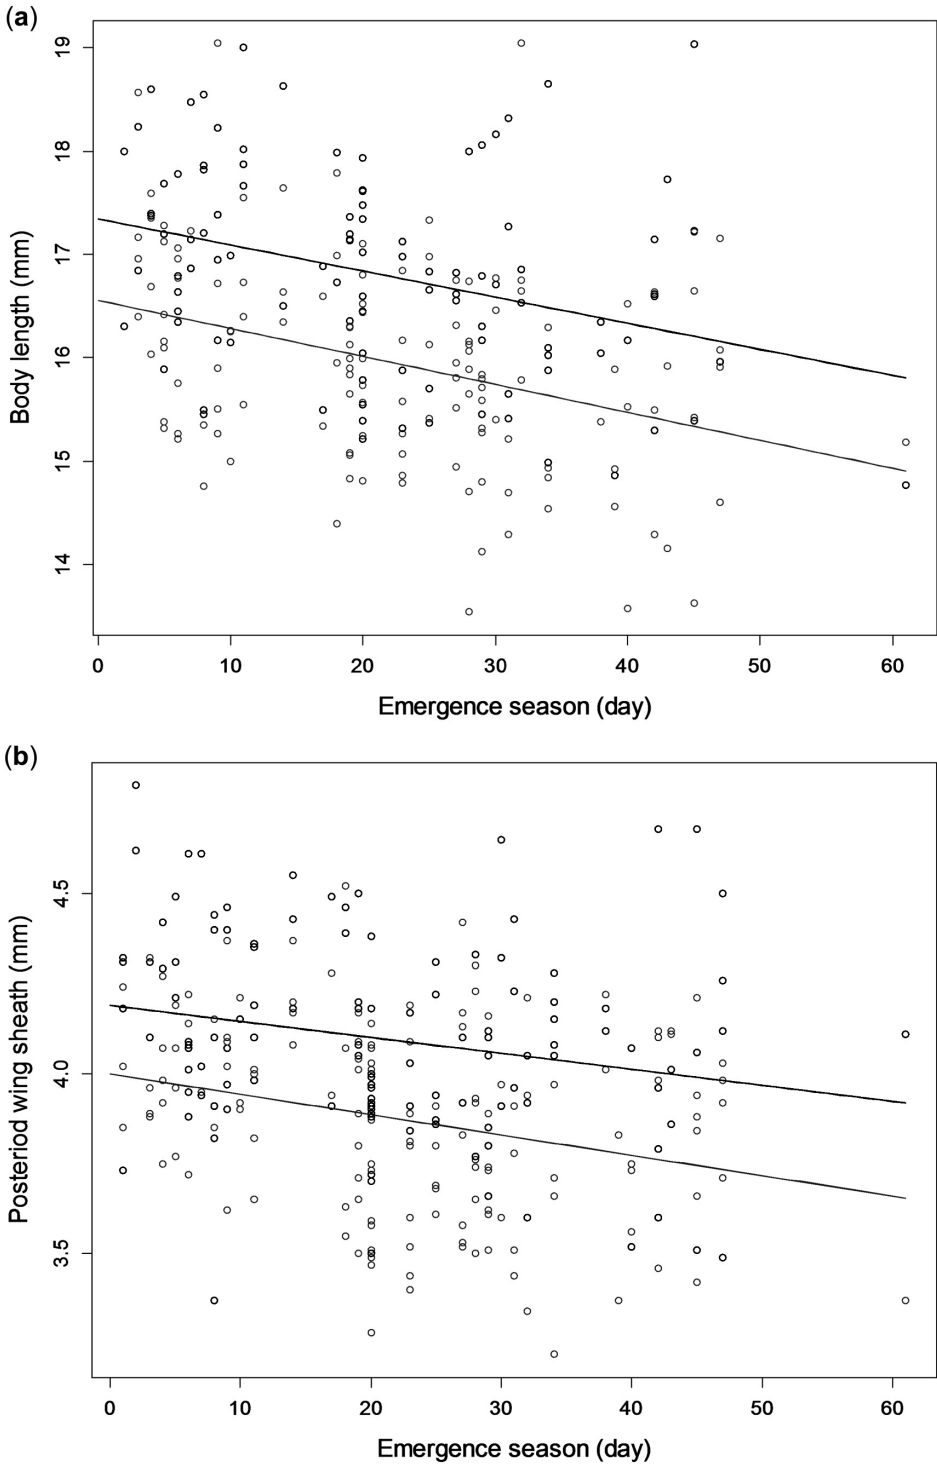 (a)
19
18
17
16
15
14
Body length (mm)
0 10 20 30 40 50 60
Emergence season (day)
(b)
4.5
4.0
3.5
Posteriod wing sheath (mm)
0 10 20 30 40 50 60
Emergence season (day)